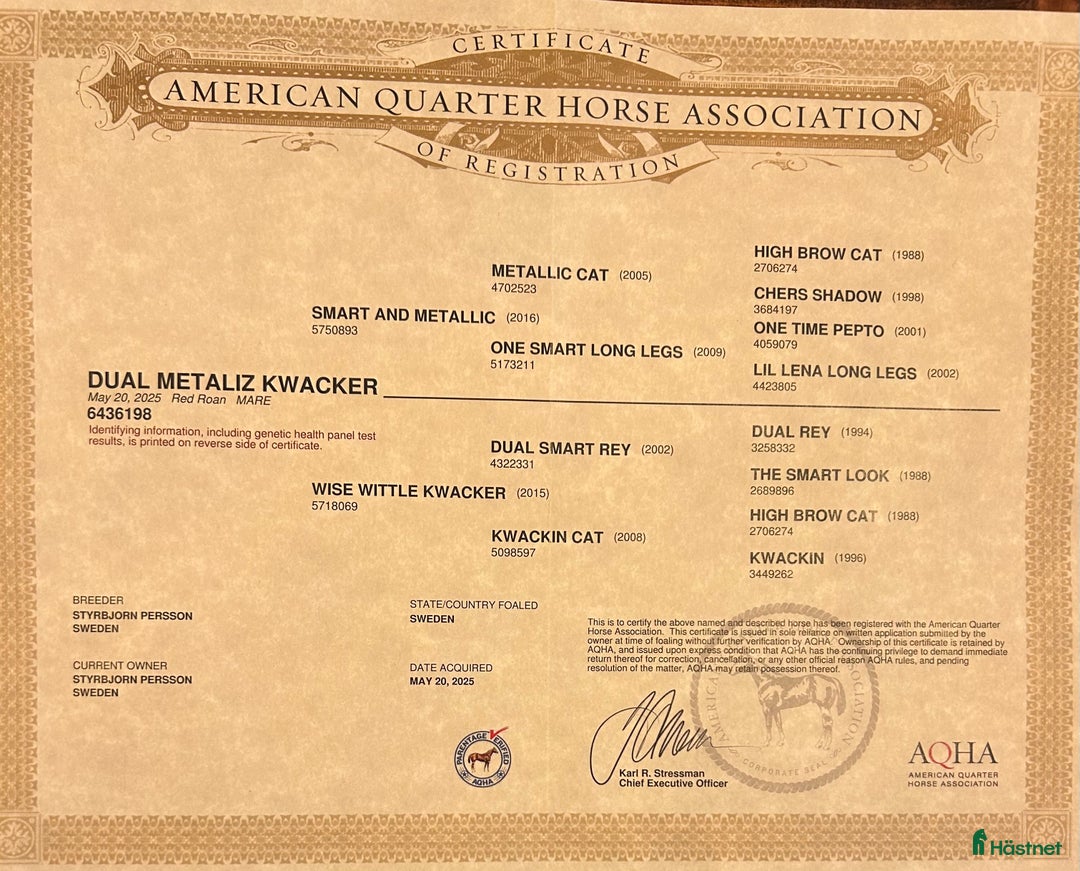 CERTIFICATE
AMERICAN QUARTER HORSE ASSOCIATION
OF REGISTRATION
HIGH BROW CAT (1988)
2706274
METALLIC CAT (2005)
4702523
CHERS SHADOW (1998)
3684197
SMART AND METALLIC (2016)
5750893
ONE TIME PEPTO (2001)
4059079
ONE SMART LONG LEGS (2009)
5173211
LIL LENA LONG LEGS (2002)
4423805
DUAL METALIZ KWACKER
May 20, 2025 Red Roan MARE
6436198
Identifying information, including genetic health panel test
results, is printed on reverse side of certificate.
DUAL REY (1994)
3258332
DUAL SMART REY (2002)
4322331
THE SMART LOOK (1988)
2689896
WISE WITTLE KWACKER (2015)
5718069
HIGH BROW CAT (1988)
2706274
KWACKIN CAT (2008)
5098597
KWACKIN (1996)
3449262
BREEDER
STYRBJORN PERSSON
SWEDEN
STATE/COUNTRY FOALED
SWEDEN
CURRENT OWNER
STYRBJORN PERSSON
SWEDEN
DATE ACQUIRED
MAY 20, 2025
This is to certify the above named and described horse has been registered with the American Quarter
Horse Association. This certificate is issued in sole reliance on written application submitted by the
owner at time of foaling without further verification by AQHA. Ownership of this certificate is retained by
AQHA, and issued upon express condition that AQHA has the continuing privilege to demand immediate
return thereof for correction, cancellation, or any other official reason AQHA rules, and pending
resolution of the matter, AQHA may retain possession thereof.
PARENTAGE VERIFIED
AQHA
Karl R. Stressman
Chief Executive Officer
AMERICAN ASSOCIATION
CORPORATE SEAL
AQHA
AMERICAN QUARTER
HORSE ASSOCIATION
Hästnet